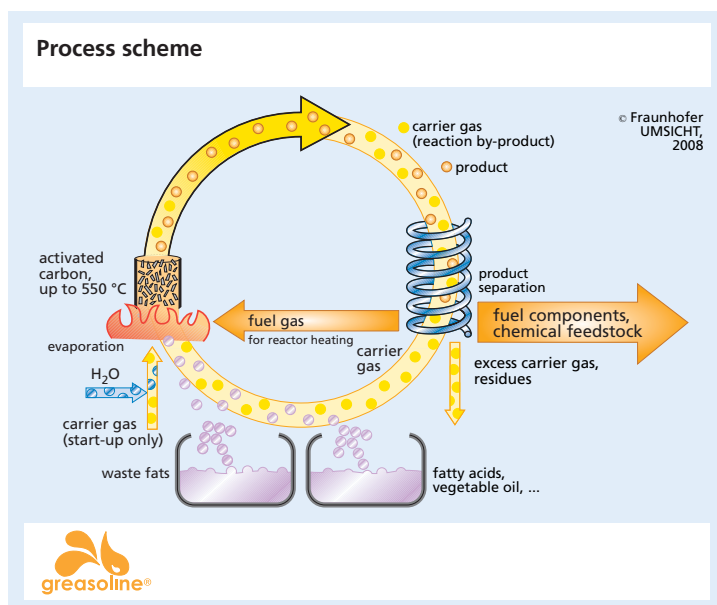 Process scheme
© Fraunhofer
UMSICHT,
2008
carrier gas
(reaction by-product)
product
activated
carbon,
up to 550 °C
product
separation
fuel gas
for reactor heating
fuel components,
chemical feedstock
evaporation
carrier
gas
excess carrier gas,
residues
H₂O
carrier gas
(start-up only)
waste fats
fatty acids,
vegetable oil, ...
greasoline®